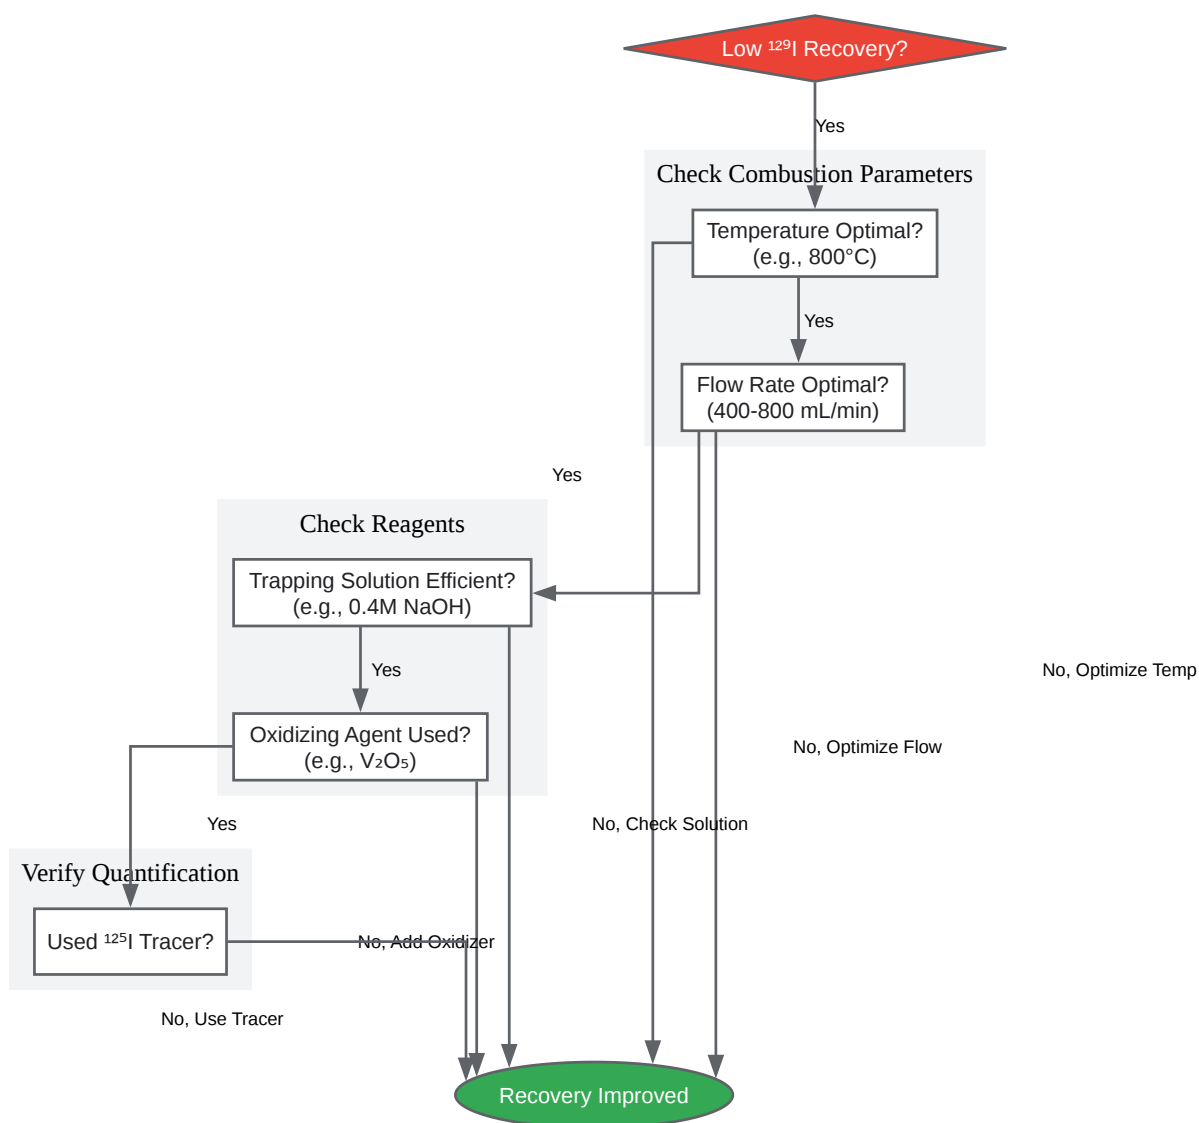 Low ¹²⁹I Recovery?
Yes
Check Combustion Parameters
Temperature Optimal?
(e.g., 800°C)
Yes
Flow Rate Optimal?
(400-800 mL/min)
Yes
Check Reagents
Trapping Solution Efficient?
(e.g., 0.4M NaOH)
Yes
No, Optimize Temp
Oxidizing Agent Used?
(e.g., V₂O₅)
No, Optimize Flow
Yes
No, Check Solution
Verify Quantification
Used ¹²⁵I Tracer?
No, Add Oxidizer
No, Use Tracer
Recovery Improved